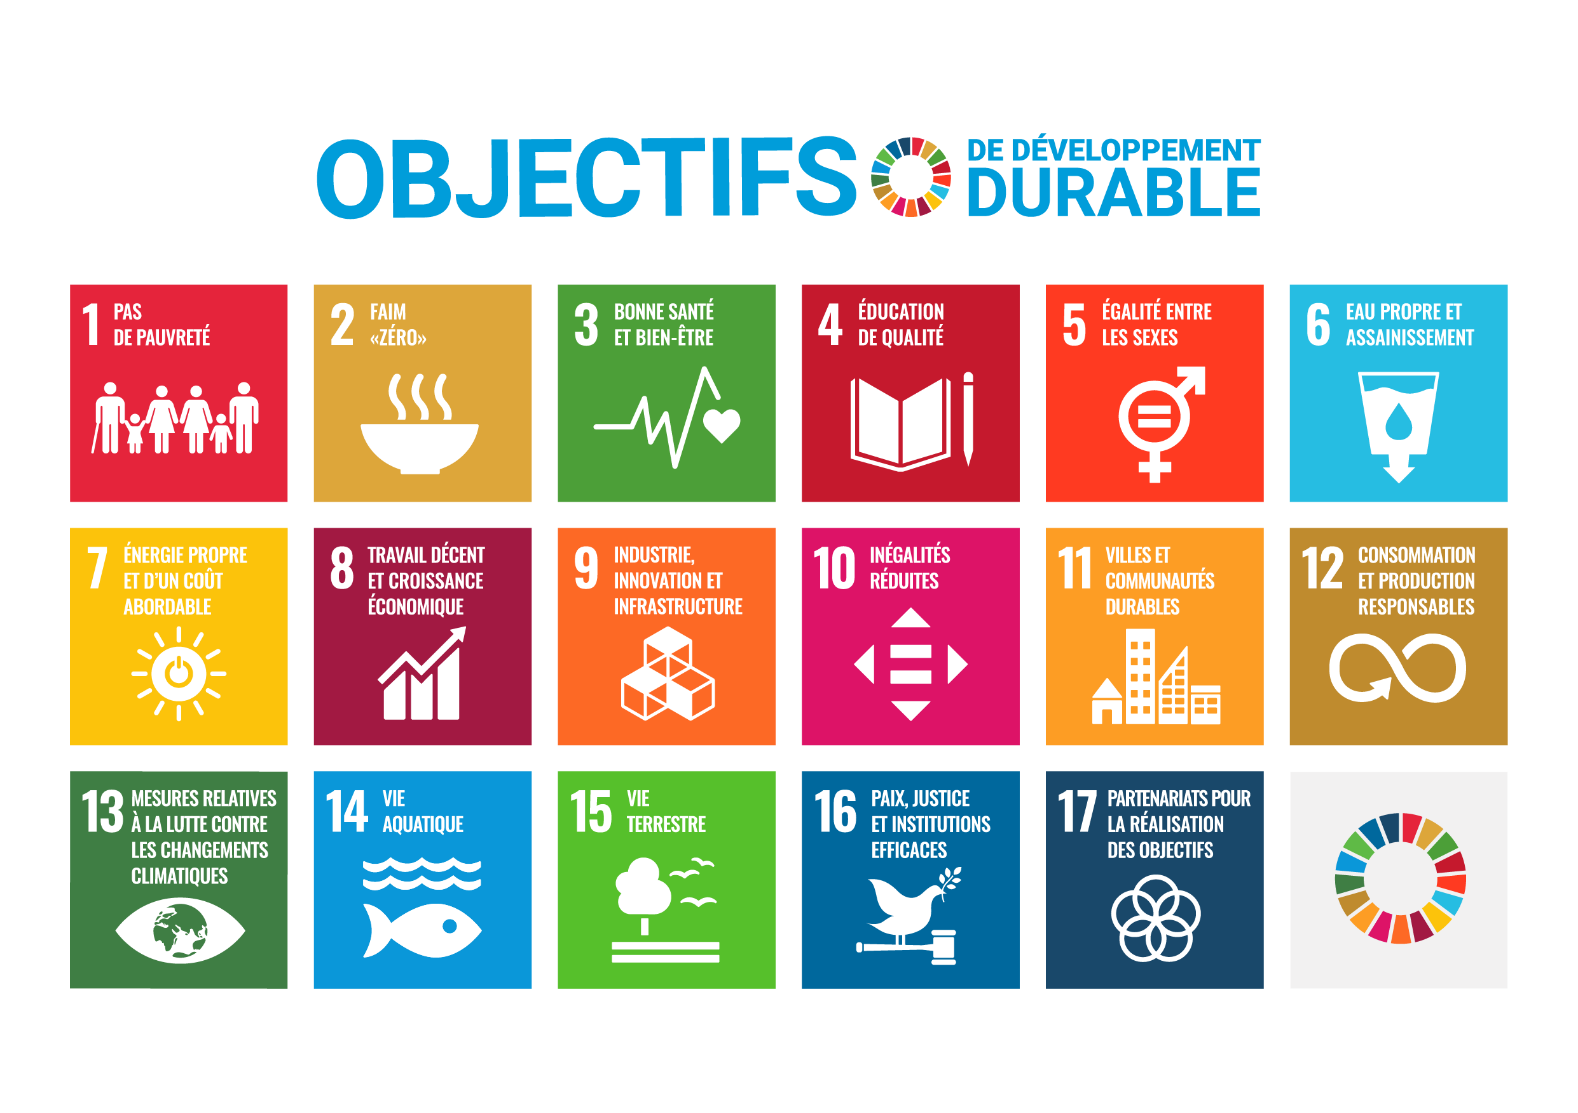 OBJECTIFS
DE DÉVELOPPEMENT
DURABLE
1 PAS
DE PAUVRETÉ
2 FAIM
«ZÉRO»
3 BONNE SANTÉ
ET BIEN-ÊTRE
4 ÉDUCATION
DE QUALITÉ
5 ÉGALITÉ ENTRE
LES SEXES
6 EAU PROPRE ET
ASSAINISSEMENT
7 ÉNERGIE PROPRE
ET D'UN COÛT
ABORDABLE
8 TRAVAIL DÉCENT
ET CROISSANCE
ÉCONOMIQUE
9 INDUSTRIE,
INNOVATION ET
INFRASTRUCTURE
10 INÉGALITÉS
RÉDUITES
11 VILLES ET
COMMUNAUTÉS
DURABLES
12 CONSOMMATION
ET PRODUCTION
RESPONSABLES
13 MESURES RELATIVES
À LA LUTTE CONTRE
LES CHANGEMENTS
CLIMATIQUES
14 VIE
AQUATIQUE
15 VIE
TERRESTRE
16 PAIX, JUSTICE
ET INSTITUTIONS
EFFICACES
17 PARTENARIATS POUR
LA RÉALISATION
DES OBJECTIFS